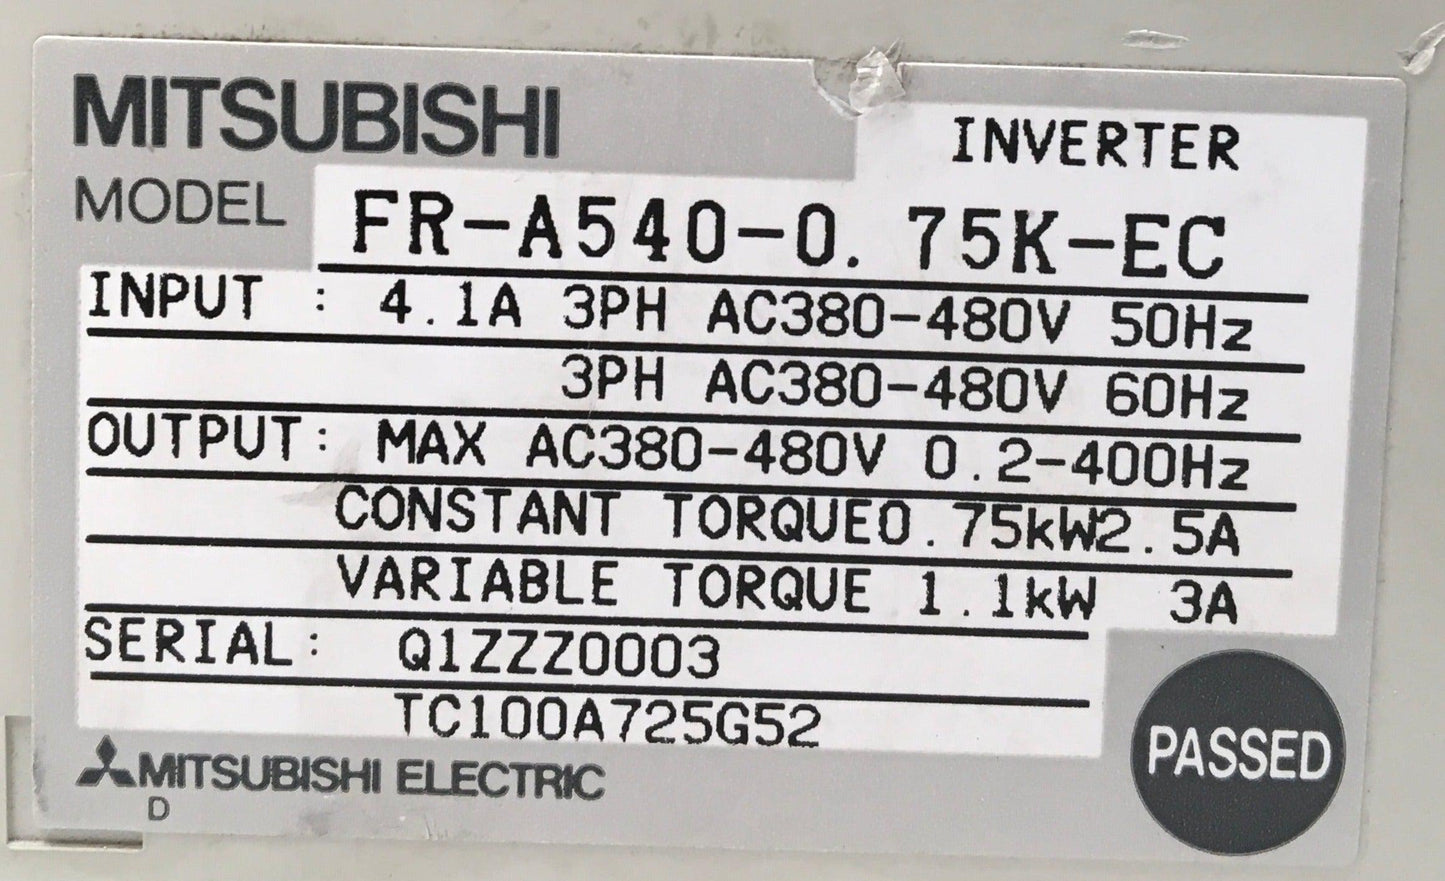 MITSUBISHI
INVERTER
MODEL FR-A540-0.75K-EC
INPUT : 4.1A 3PH AC380-480V 50Hz
3PH AC380-480V 60Hz
OUTPUT: MAX AC380-480V 0.2-400Hz
CONSTANT TORQUE0.75kW2.5A
VARIABLE TORQUE 1.1kW 3A
SERIAL: Q1ZZZ0003
TC100A725G52
PASSED
MITSUBISHI ELECTRIC
D